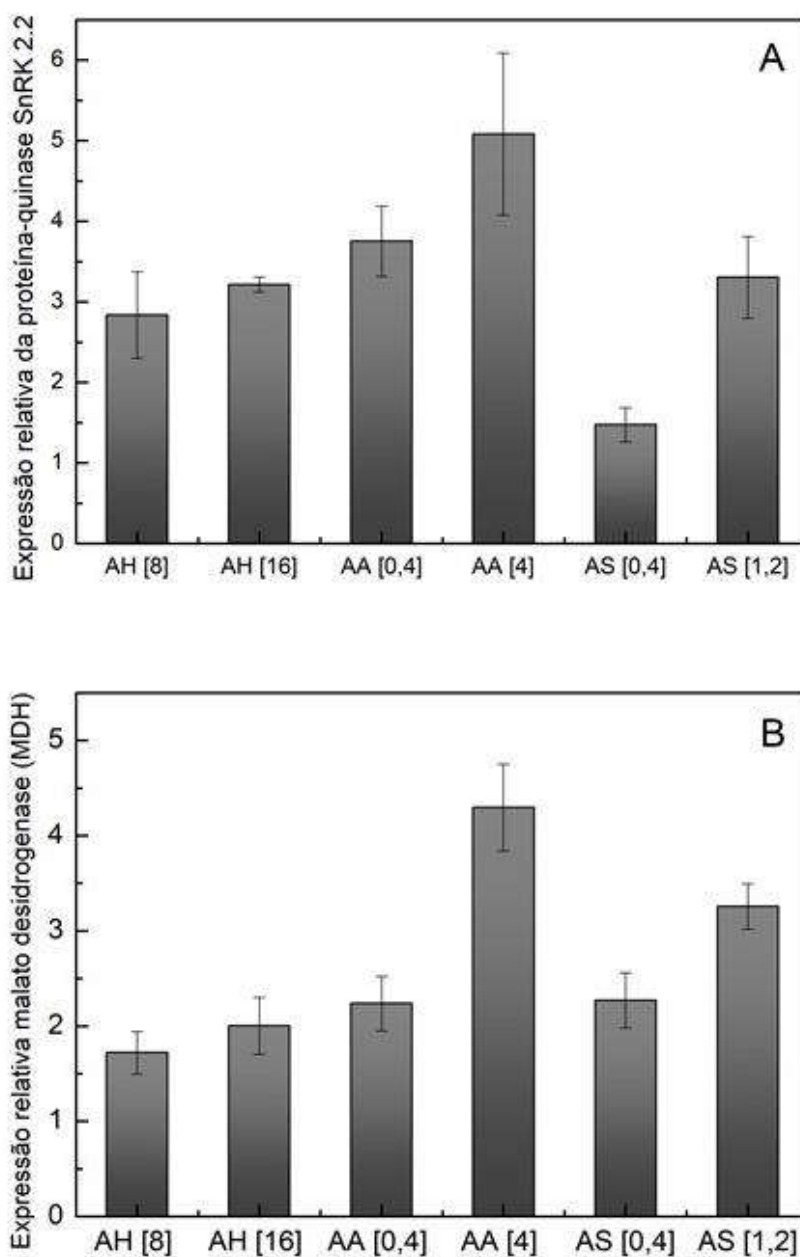 Expressão relativa da proteína-quinase SnRK 2.2
A
6
5
4
3
2
1
0
AH [8] AH [16] AA [0,4] AA [4] AS [0,4] AS [1,2]
Expressão relativa malato desidrogenase (MDH)
B
5
4
3
2
1
0
AH [8] AH [16] AA [0,4] AA [4] AS [0,4] AS [1,2]